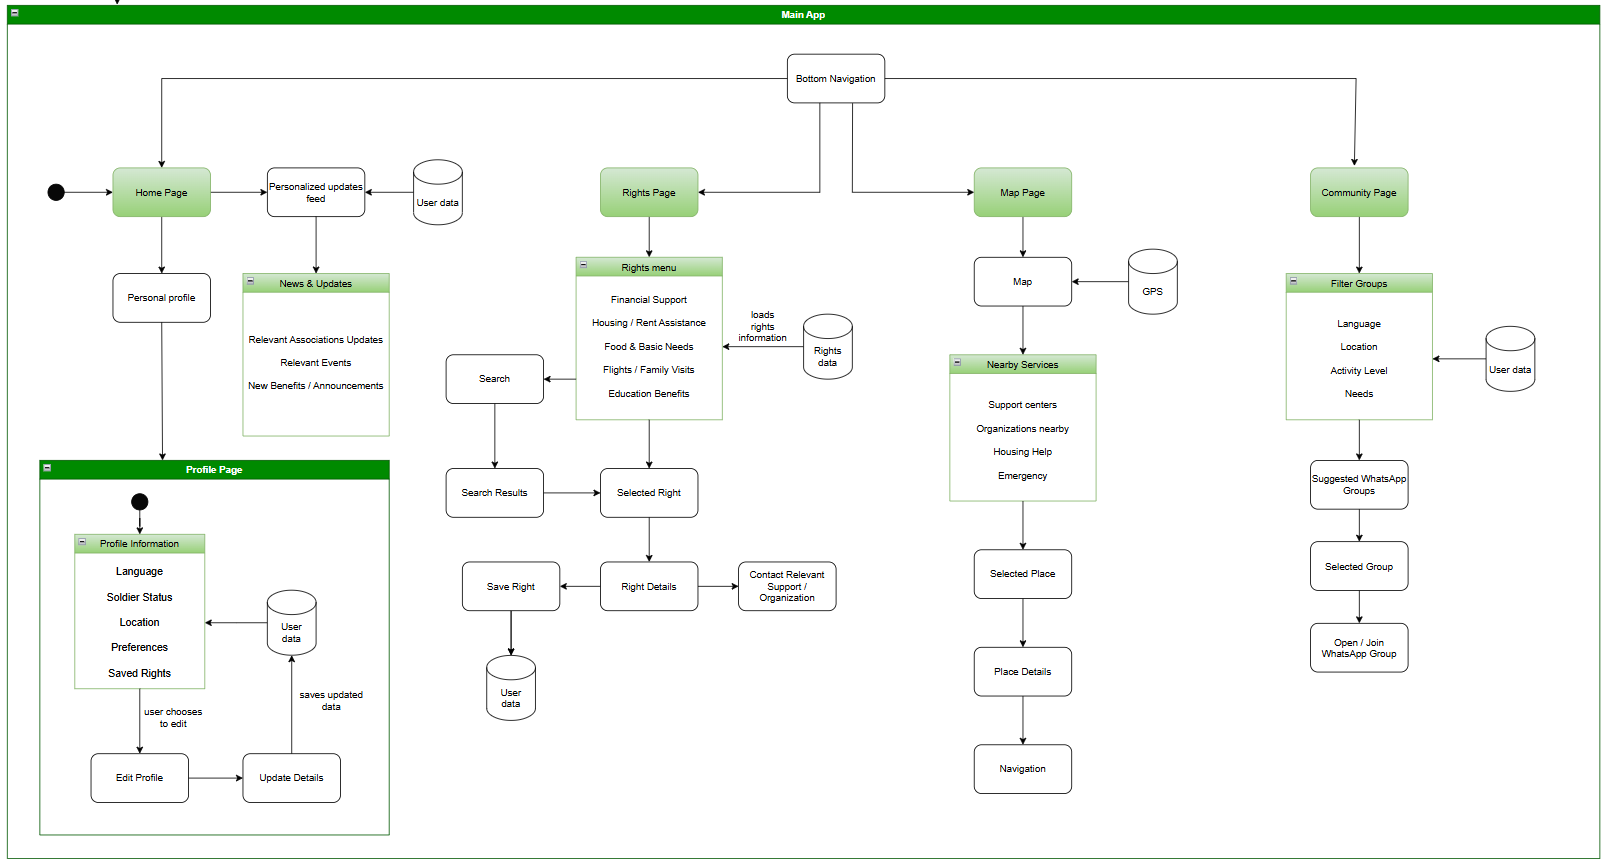 Main App
Bottom Navigation
Home Page
Personalized updates
feed
User data
Rights Page
Map Page
Community Page
Personal profile
News & Updates
Relevant Associations Updates
Relevant Events
New Benefits / Announcements
Rights menu
Financial Support
Housing / Rent Assistance
Food & Basic Needs
Flights / Family Visits
Education Benefits
loads
rights
information
Rights
data
Search
Search Results
Selected Right
Save Right
Right Details
Contact Relevant
Support /
Organization
User
data
Map
GPS
Nearby Services
Support centers
Organizations nearby
Housing Help
Emergency
Selected Place
Place Details
Navigation
Filter Groups
Language
Location
Activity Level
Needs
User data
Suggested WhatsApp
Groups
Selected Group
Open / Join
WhatsApp Group
Profile Page
Profile Information
Language
Soldier Status
Location
Preferences
Saved Rights
User
data
user chooses
to edit
saves updated
data
Edit Profile
Update Details